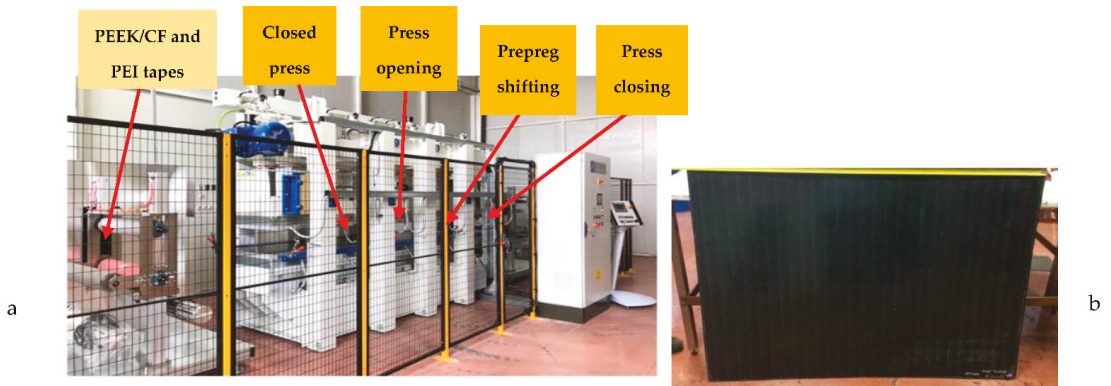 PEEK/CF and
PEI tapes
Closed
press
Press
opening
Prepreg
shifting
Press
closing
a
b